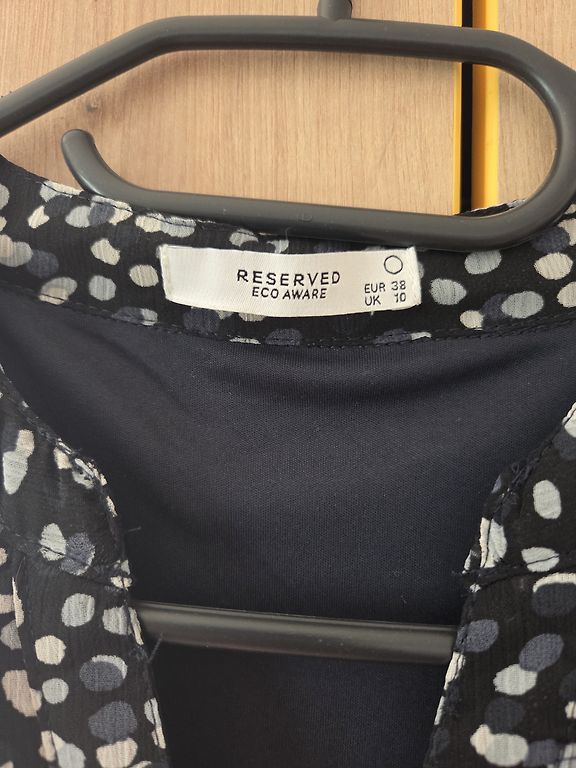 RESERVED
ECO AWARE
EUR 38
UK 10